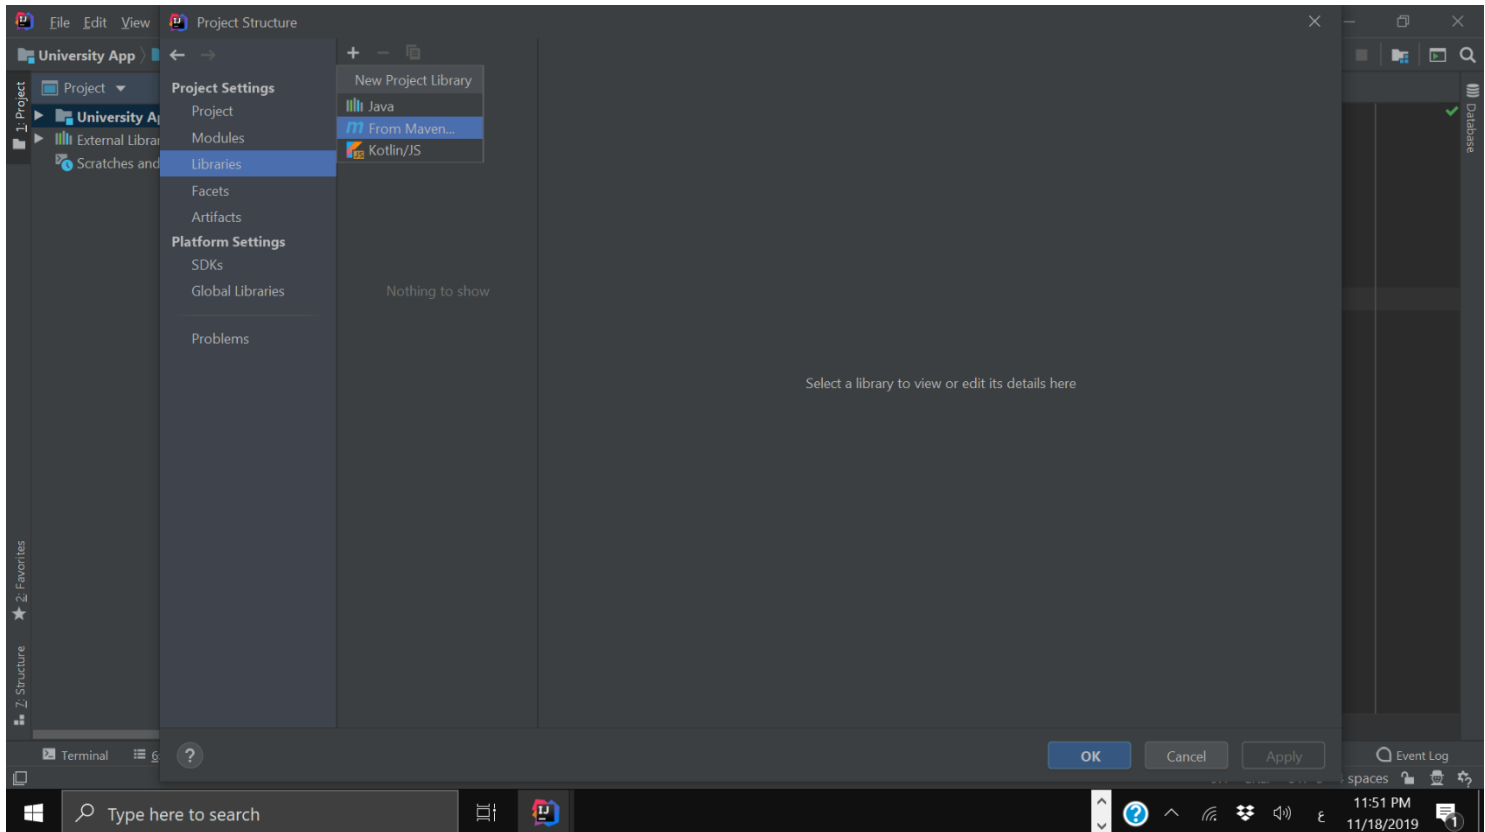 File Edit View
Project Structure
University App
Project
University A
External Librar
Scratches and
1: Project
2: Favorites
7: Structure
Project Settings
Project
Modules
Libraries
Facets
Artifacts
Platform Settings
SDKs
Global Libraries
Problems
New Project Library
Java
From Maven...
Kotlin/JS
Nothing to show
Select a library to view or edit its details here
Database
?
OK Cancel Apply
Terminal 6
Event Log
spaces
Type here to search
ع
11:51 PM
11/18/2019
1